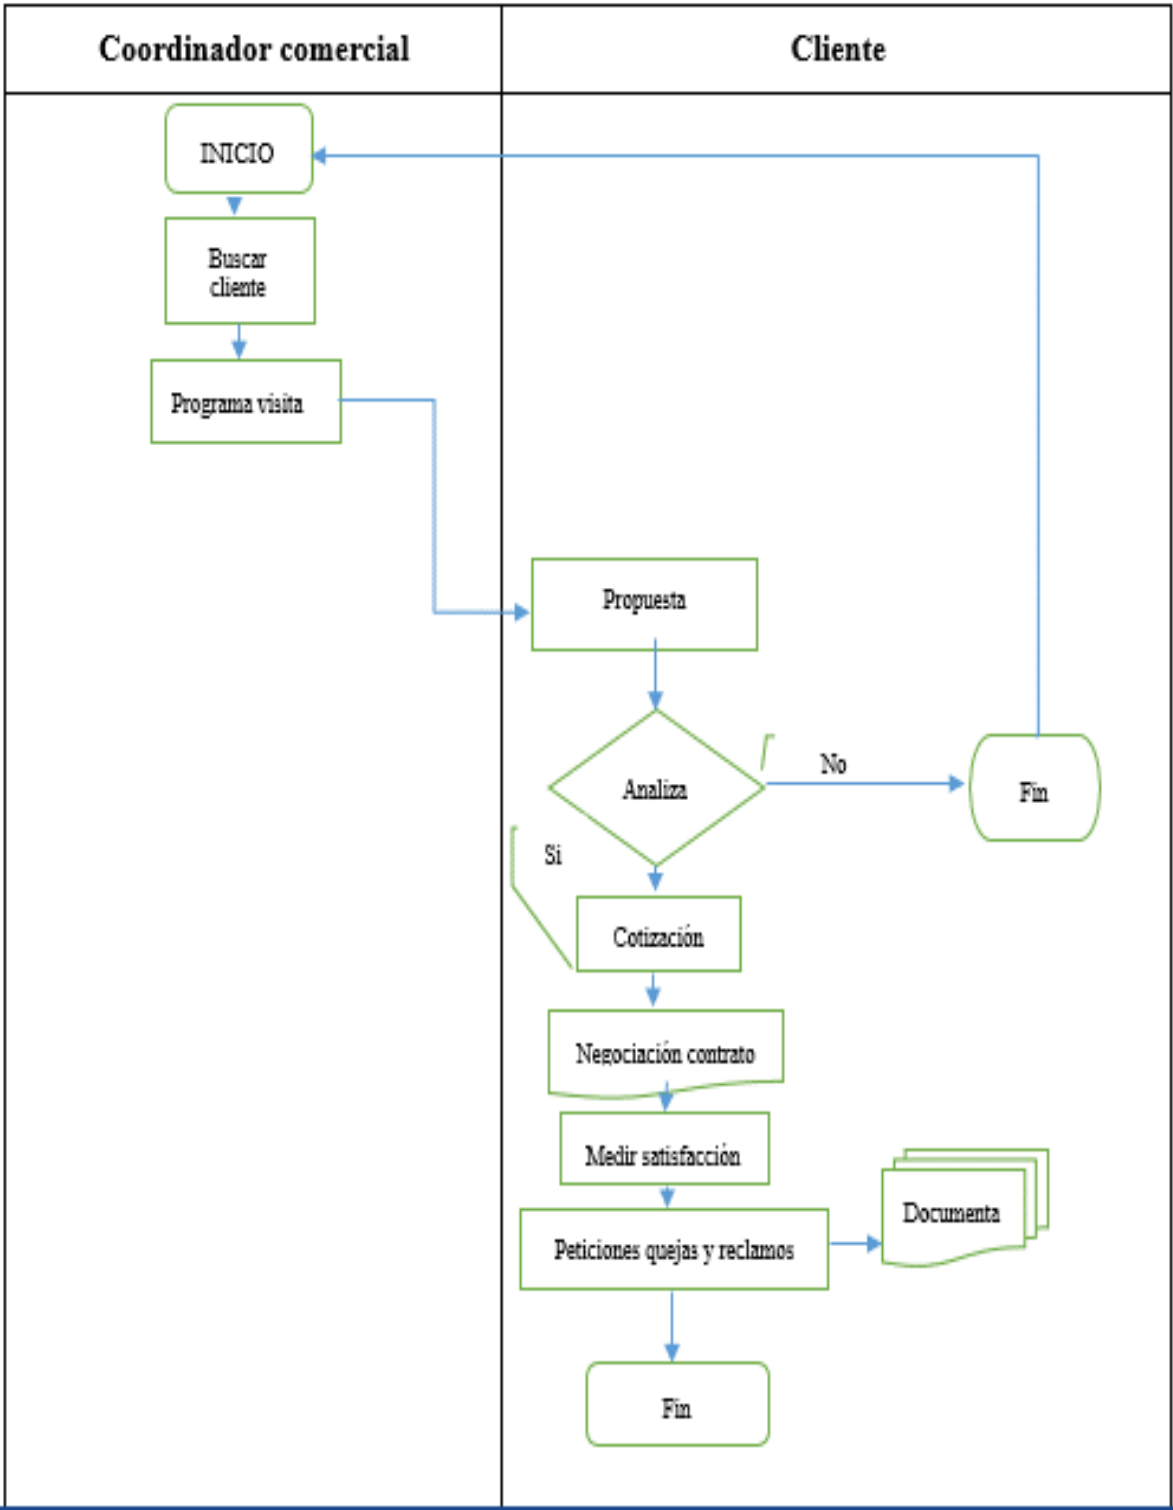 Coordinador comercial
Cliente
INICIO
Buscar
cliente
Programa visita
Propuesta
Analiza
No
Fin
Si
Cotización
Negociación contrato
Medir satisfacción
Documenta
Peticiones quejas y reclamos
Fin